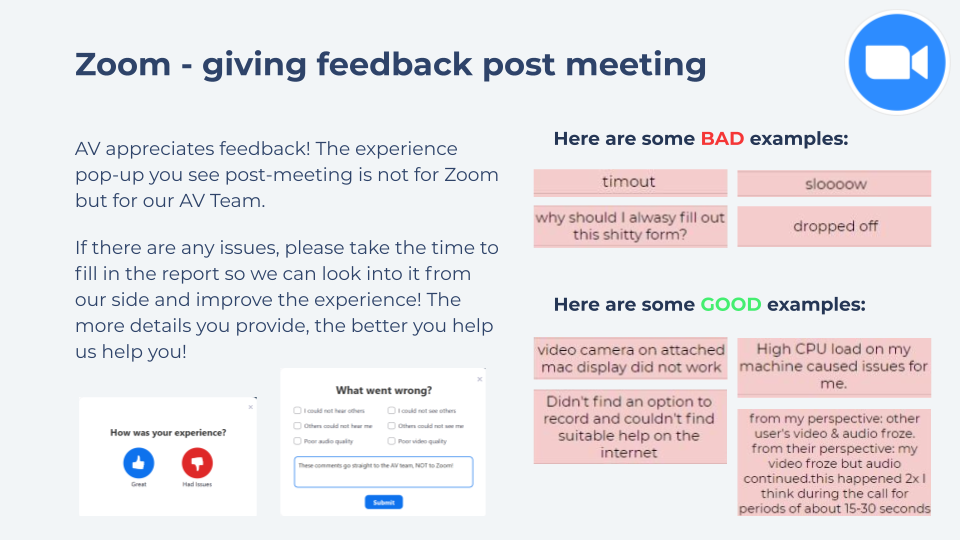 Zoom - giving feedback post meeting
AV appreciates feedback! The experience
pop-up you see post-meeting is not for Zoom
but for our AV Team.
If there are any issues, please take the time to
fill in the report so we can look into it from
our side and improve the experience! The
more details you provide, the better you help
us help you!
How was your experience?
Great
Had Issues
What went wrong?
I could not hear others
I could not see others
Others could not hear me
Others could not see me
Poor audio quality
Poor video quality
These comments go straight to the AV team, NOT to Zoom!
Submit
Here are some BAD examples:
timout
sloooow
why should I alwasy fill out
this shitty form?
dropped off
Here are some GOOD examples:
video camera on attached
mac display did not work
High CPU load on my
machine caused issues for
me.
Didn't find an option to
record and couldn't find
suitable help on the
internet
from my perspective: other
user's video & audio froze.
from their perspective: my
video froze but audio
continued.this happened 2x I
think during the call for
periods of about 15-30 seconds